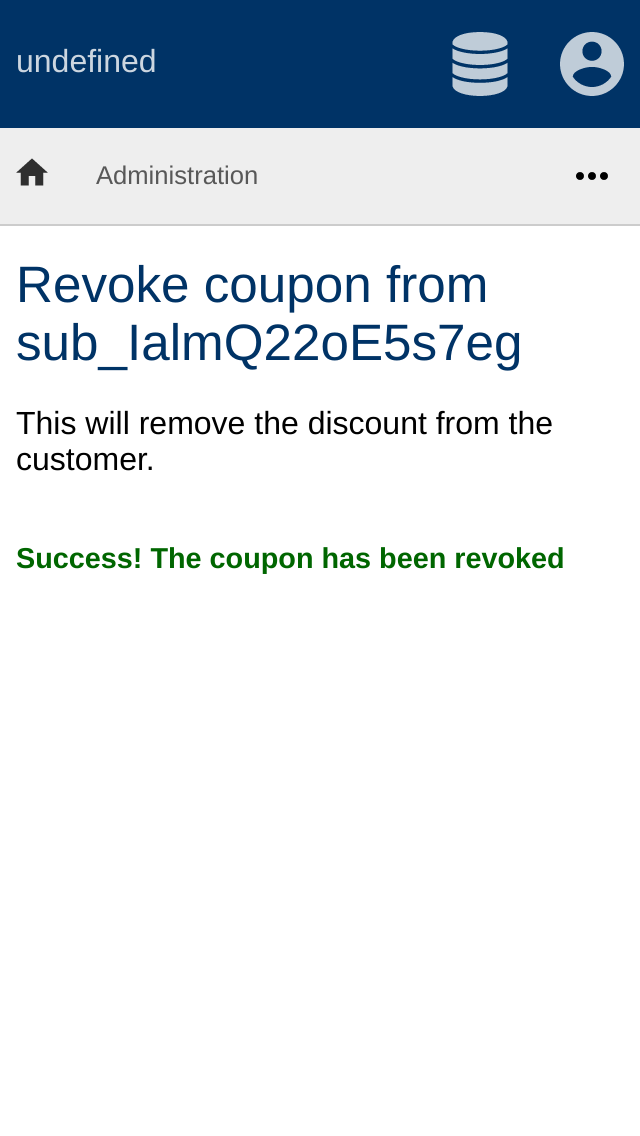 undefined
Administration
Revoke coupon from
sub_IalmQ22oE5s7eg
This will remove the discount from the
customer.
Success! The coupon has been revoked